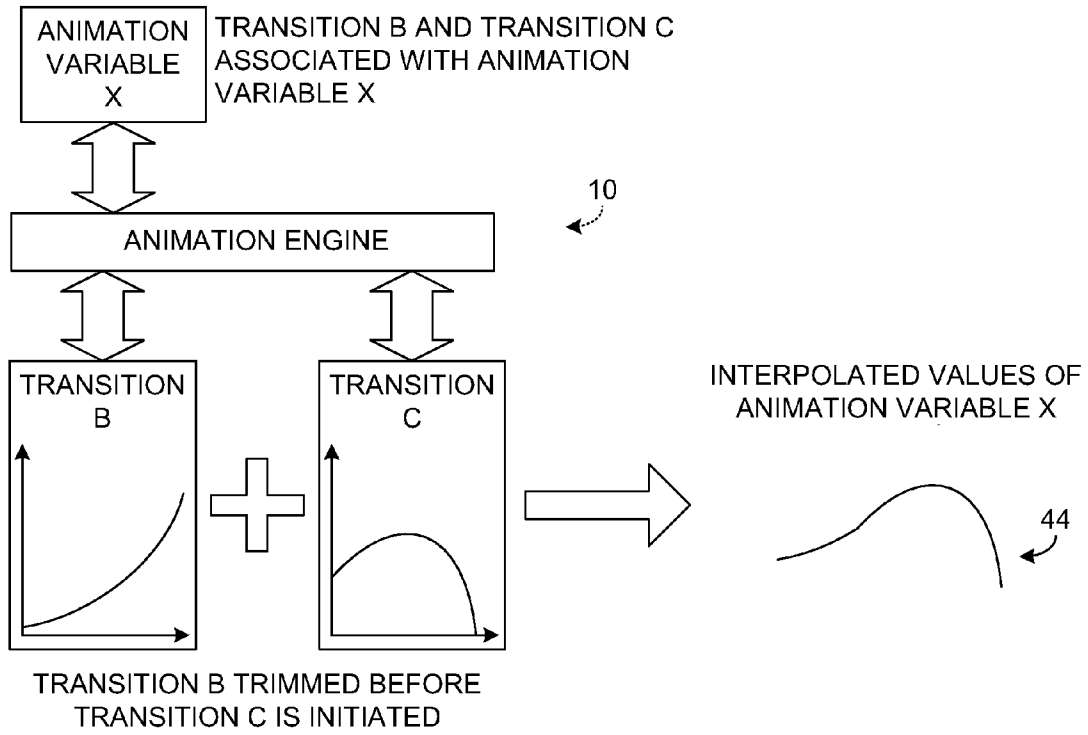 ANIMATION
VARIABLE
X
TRANSITION B AND TRANSITION C
ASSOCIATED WITH ANIMATION
VARIABLE X
10
ANIMATION ENGINE
TRANSITION
B
TRANSITION
C
INTERPOLATED VALUES OF
ANIMATION VARIABLE X
44
TRANSITION B TRIMMED BEFORE
TRANSITION C IS INITIATED